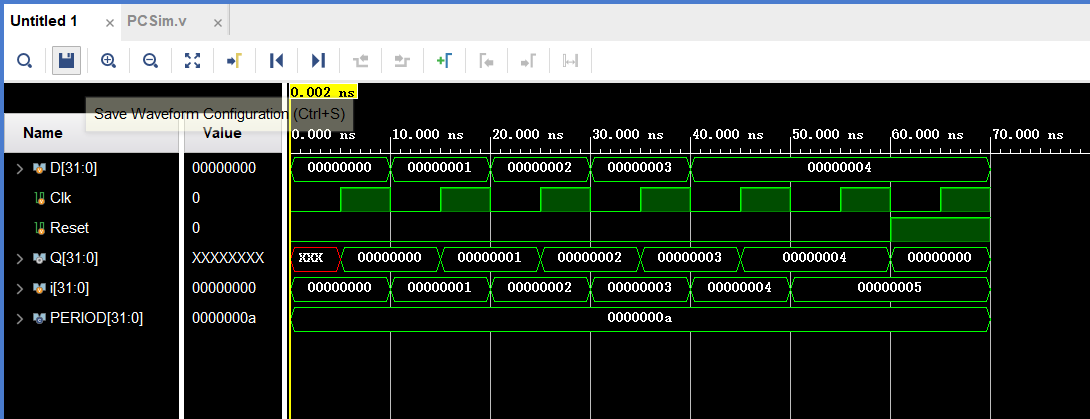 Untitled 1 × PCSim.v ×
0.002 ns
Save Waveform Configuration (Ctrl+S)
Name Value
0.000 ns 10.000 ns 20.000 ns 30.000 ns 40.000 ns 50.000 ns 60.000 ns 70.000 ns
D[31:0] 00000000 00000000 00000001 00000002 00000003 00000004
Clk 0
Reset 0
Q[31:0] XXXXXXXX XXX 00000000 00000001 00000002 00000003 00000004 00000000
i[31:0] 00000000 00000000 00000001 00000002 00000003 00000004 00000005
PERIOD[31:0] 0000000a 0000000a